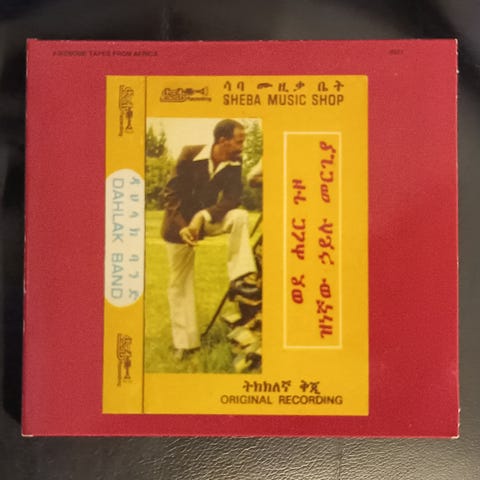 AWESOME TAPES FROM AFRICA
ሳባ ሙዚቃ ቤት
SHEBA MUSIC SHOP
ዳህላክ ባንድ
DAHLAK BAND
ወደ ሐረር ጉዞ
ዝነኛው ኃይሉ መርጊያ
ትክክለኛ ቅጂ
ORIGINAL RECORDING